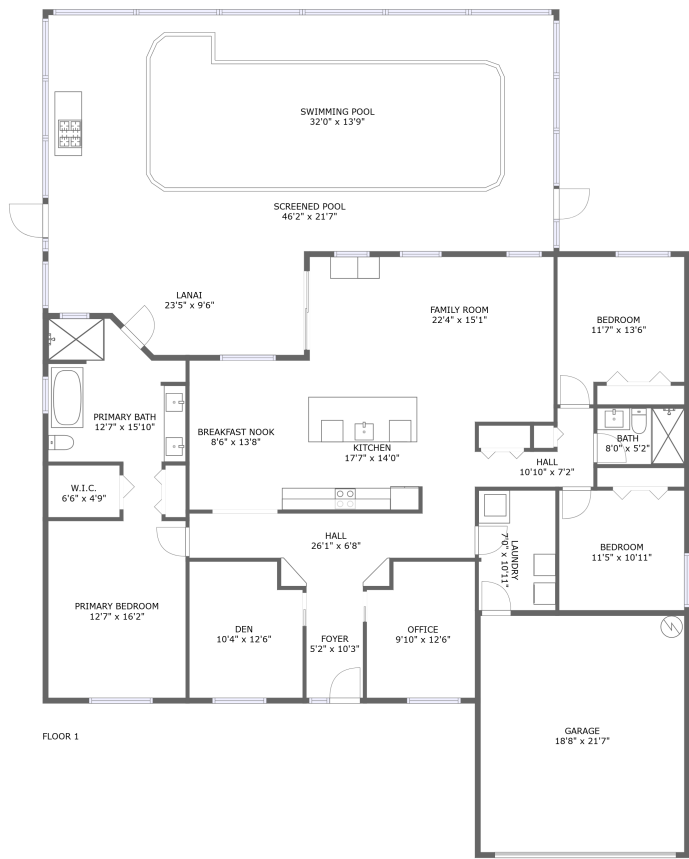 SWIMMING POOL
32'0" x 13'9"
SCREENED POOL
46'2" x 21'7"
LANAI
23'5" x 9'6"
FAMILY ROOM
22'4" x 15'1"
BEDROOM
11'7" x 13'6"
PRIMARY BATH
12'7" x 15'10"
BREAKFAST NOOK
8'6" x 13'8"
KITCHEN
17'7" x 14'0"
BATH
8'0" x 5'2"
HALL
10'10" x 7'2"
W.I.C.
6'6" x 4'9"
HALL
26'1" x 6'8"
LAUNDRY
7'0" x 10'11"
BEDROOM
11'5" x 10'11"
PRIMARY BEDROOM
12'7" x 16'2"
DEN
10'4" x 12'6"
FOYER
5'2" x 10'3"
OFFICE
9'10" x 12'6"
GARAGE
18'8" x 21'7"
FLOOR 1